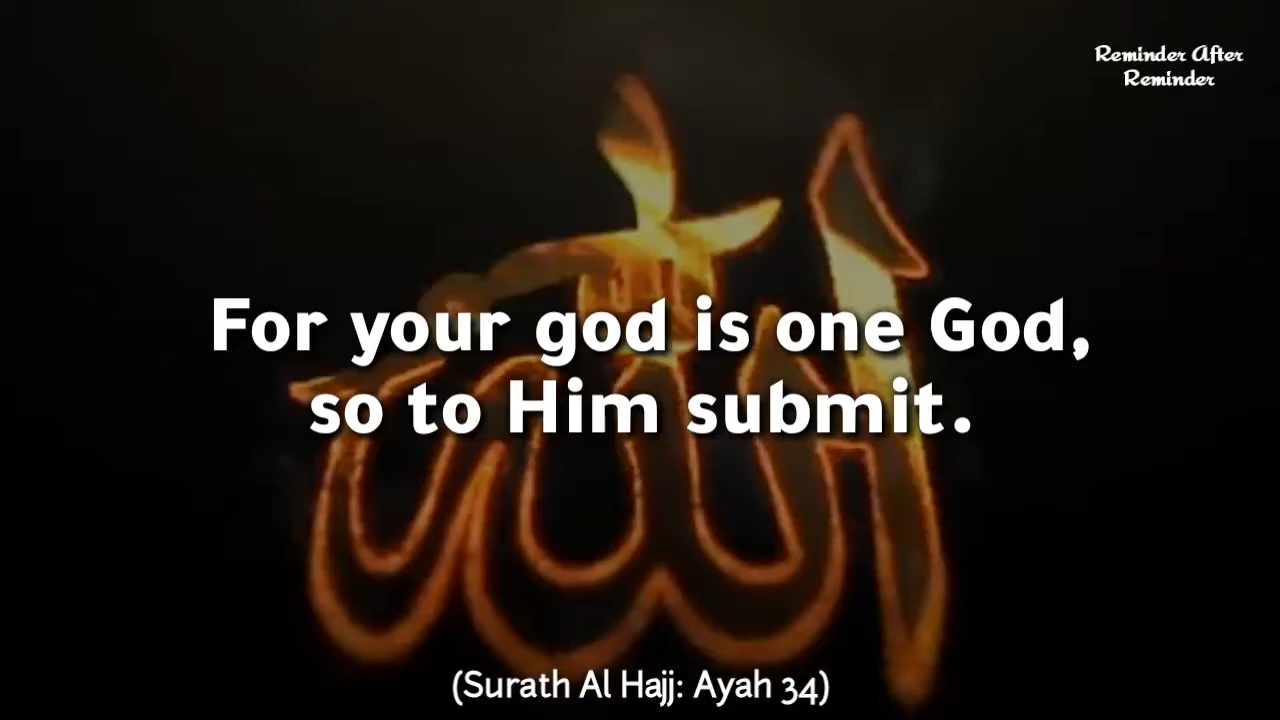 Reminder After
Reminder
الله
For your god is one God,
so to Him submit.
(Surath Al Hajj: Ayah 34)